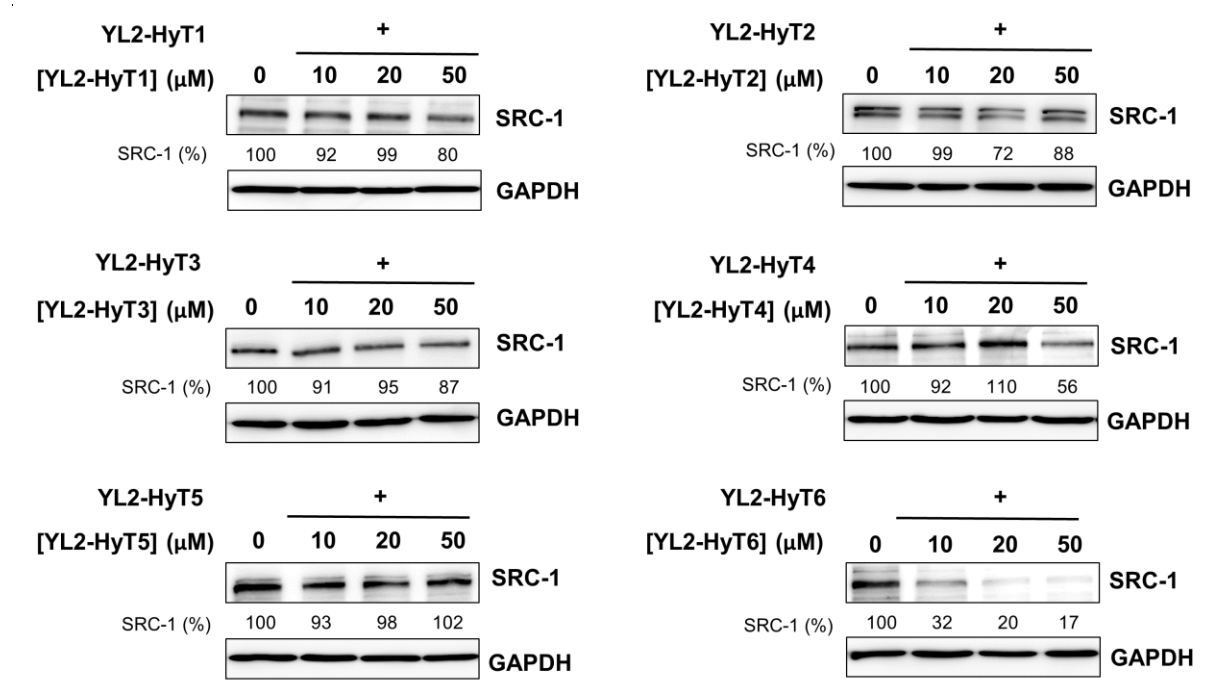 YL2-HyT1 +
[YL2-HyT1] (μM) 0 10 20 50
SRC-1
SRC-1 (%) 100 92 99 80
GAPDH
YL2-HyT2 +
[YL2-HyT2] (μM) 0 10 20 50
SRC-1
SRC-1 (%) 100 99 72 88
GAPDH
YL2-HyT3 +
[YL2-HyT3] (μM) 0 10 20 50
SRC-1
SRC-1 (%) 100 91 95 87
GAPDH
YL2-HyT4 +
[YL2-HyT4] (μM) 0 10 20 50
SRC-1
SRC-1 (%) 100 92 110 56
GAPDH
YL2-HyT5 +
[YL2-HyT5] (μM) 0 10 20 50
SRC-1
SRC-1 (%) 100 93 98 102
GAPDH
YL2-HyT6 +
[YL2-HyT6] (μM) 0 10 20 50
SRC-1
SRC-1 (%) 100 32 20 17
GAPDH